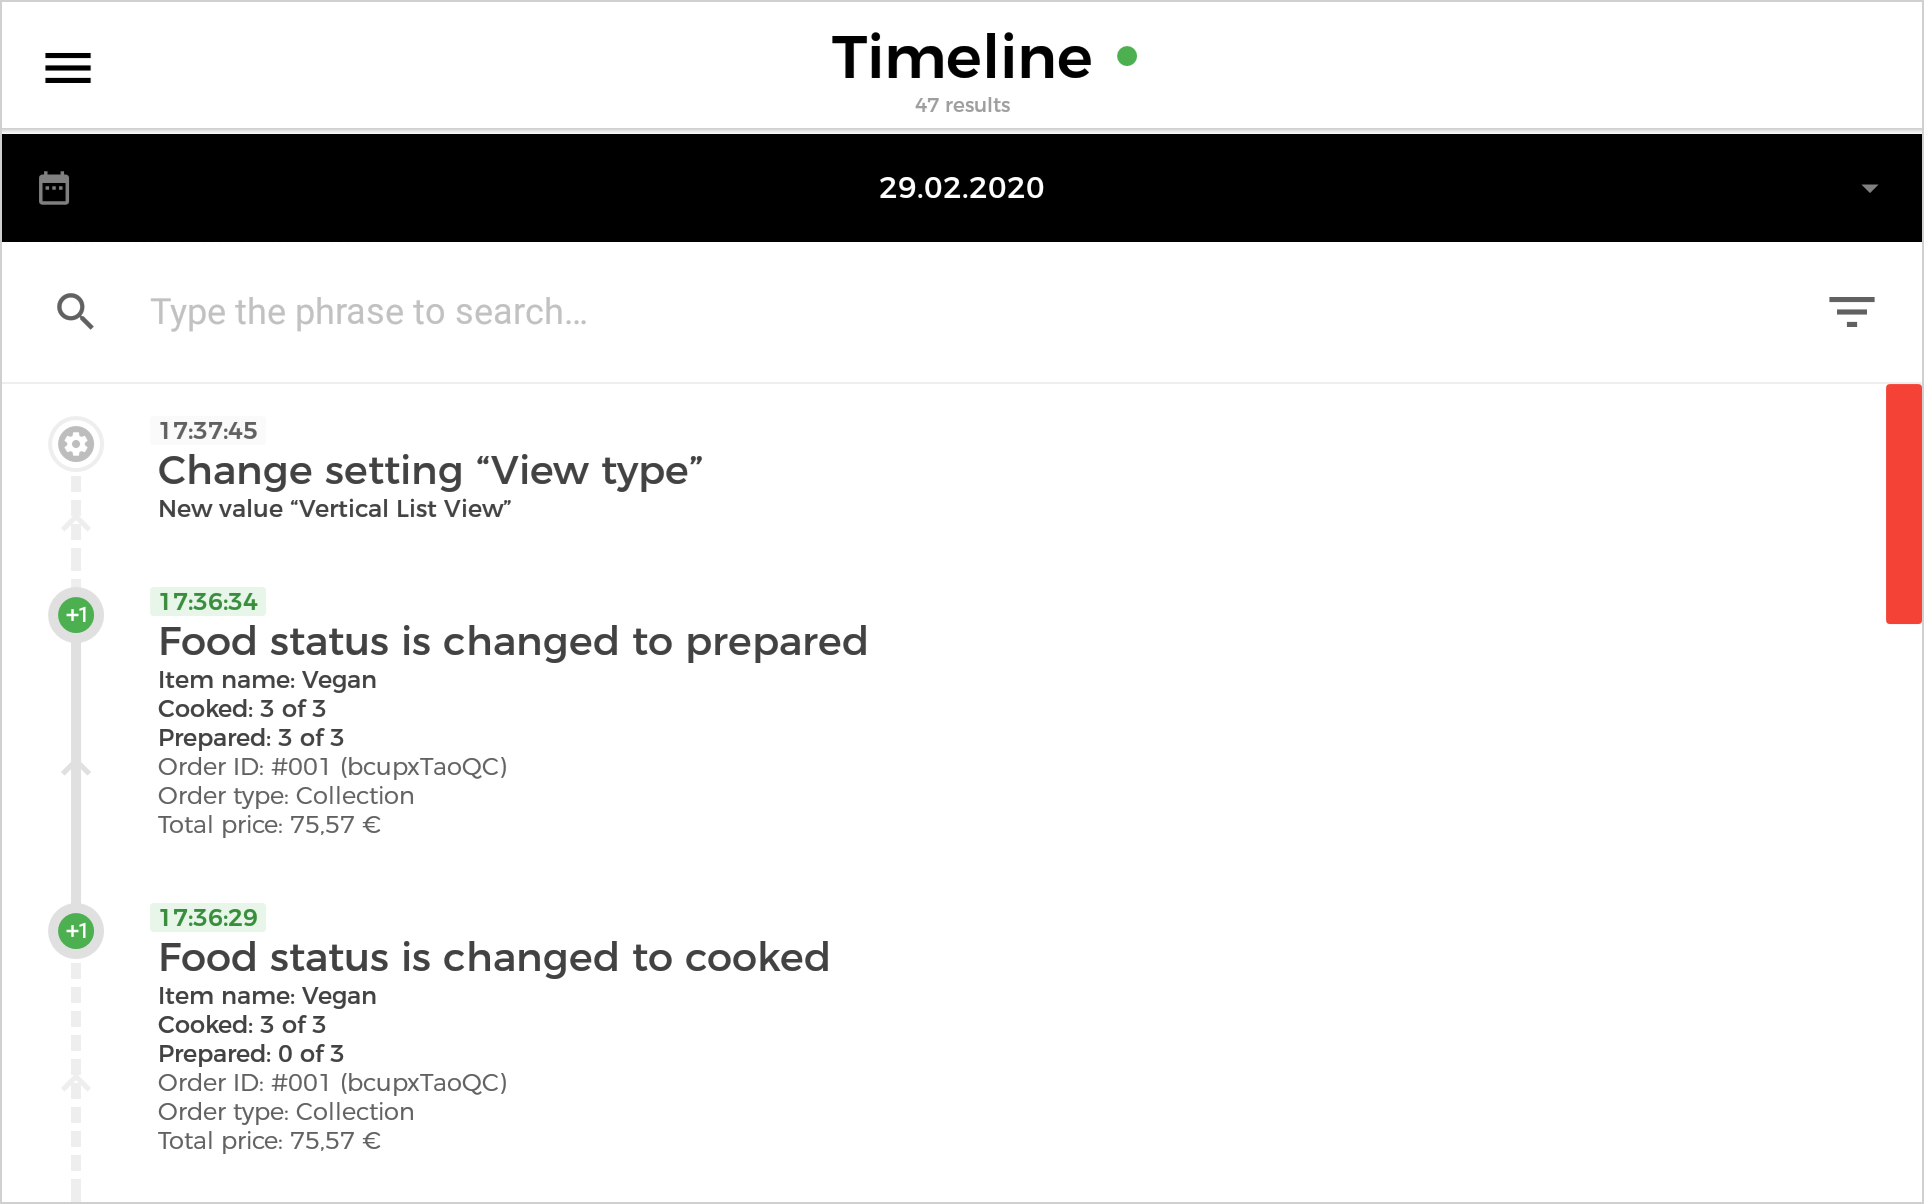 Timeline
47 results
29.02.2020
Type the phrase to search...
17:37:45
Change setting “View type”
New value “Vertical List View”
+1
17:36:34
Food status is changed to prepared
Item name: Vegan
Cooked: 3 of 3
Prepared: 3 of 3
Order ID: #001 (bcupxTaoQC)
Order type: Collection
Total price: 75,57 €
+1
17:36:29
Food status is changed to cooked
Item name: Vegan
Cooked: 3 of 3
Prepared: 0 of 3
Order ID: #001 (bcupxTaoQC)
Order type: Collection
Total price: 75,57 €